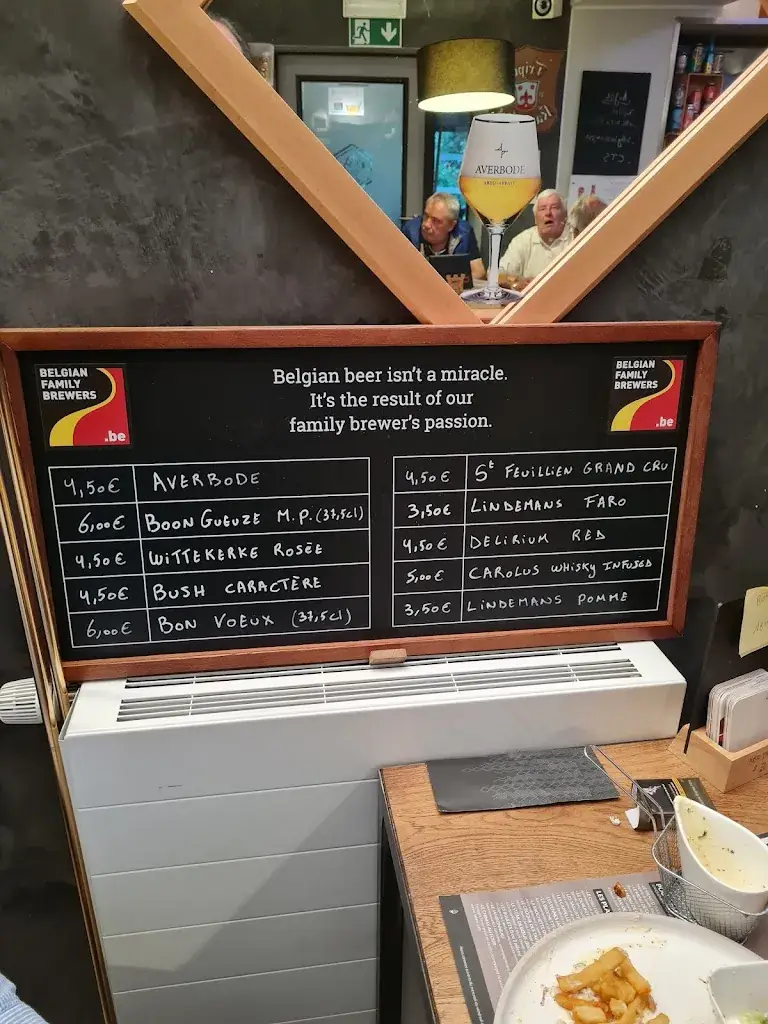 AVERBODE
BELGIAN
FAMILY
BREWERS
.be
Belgian beer isn't a miracle.
It's the result of our
family brewer's passion.
BELGIAN
FAMILY
BREWERS
.be
4,50€ AVERBODE
6,00€ BOON GUEUZE M.P. (37,5cl)
4,50€ WITTEKERKE ROSÉE
4,50€ BUSH CARACTÈRE
6,00€ BON VOEUX (37,5cl)
4,50€ St FEUILLIEN GRAND CRU
3,50€ LINDEMANS FARO
4,50€ DELIRIUM RED
5,00€ CAROLUS WHISKY INFUSED
3,50€ LINDEMANS POMME